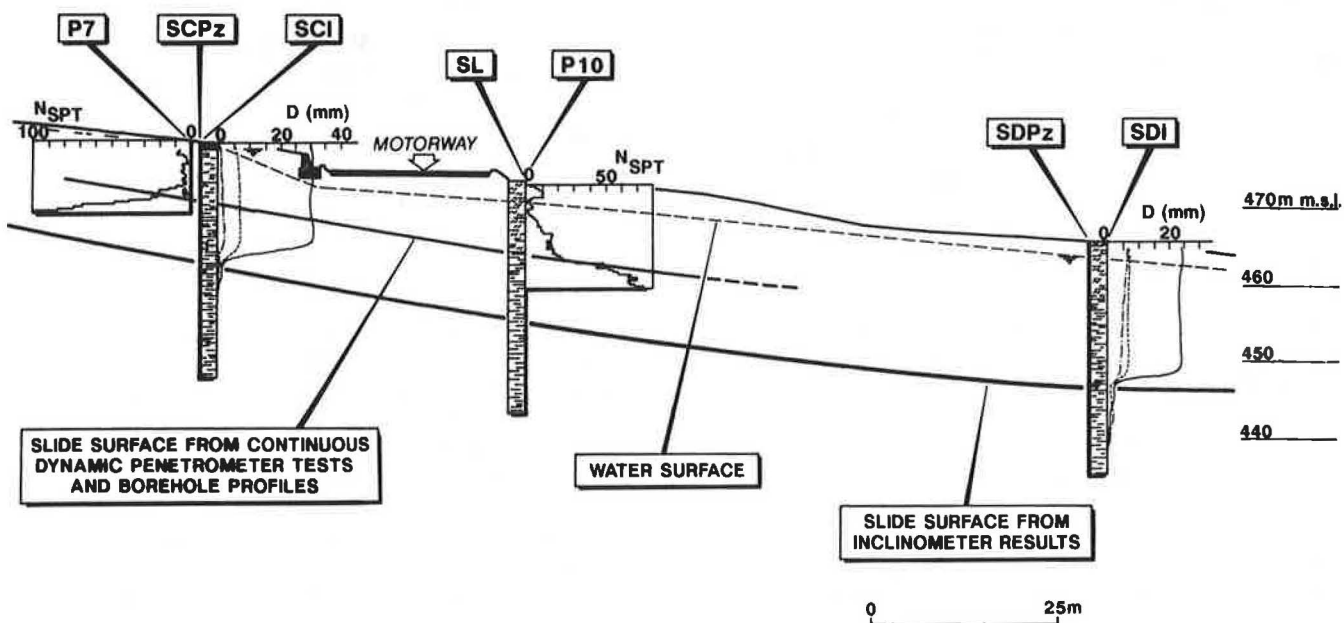 P7
SCPz
SCI
SL
P10
SDPz
SDI
NSPT
100
0
0
20
40
D (mm)
MOTORWAY
0
50
NSPT
0
20
D (mm)
470m m.s.l.
460
450
440
SLIDE SURFACE FROM CONTINUOUS
DYNAMIC PENETROMETER TESTS
AND BOREHOLE PROFILES
WATER SURFACE
SLIDE SURFACE FROM
INCLINOMETER RESULTS
0
25m